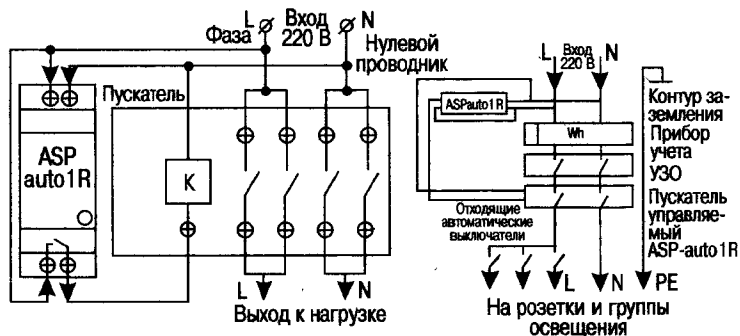 L Вход N
Фаза 220 В
Нулевой
проводник
Пускатель
ASP
auto1R
K
L N
Выход к нагрузке
L Вход N
220 В
ASPauto1R
Контур за-
земления
Wh
Прибор
учета
УЗО
Пускатель
управляе-
мый
ASP-auto1R
Отходящие
автоматические
выключатели
L N PE
На розетки и группы
освещения